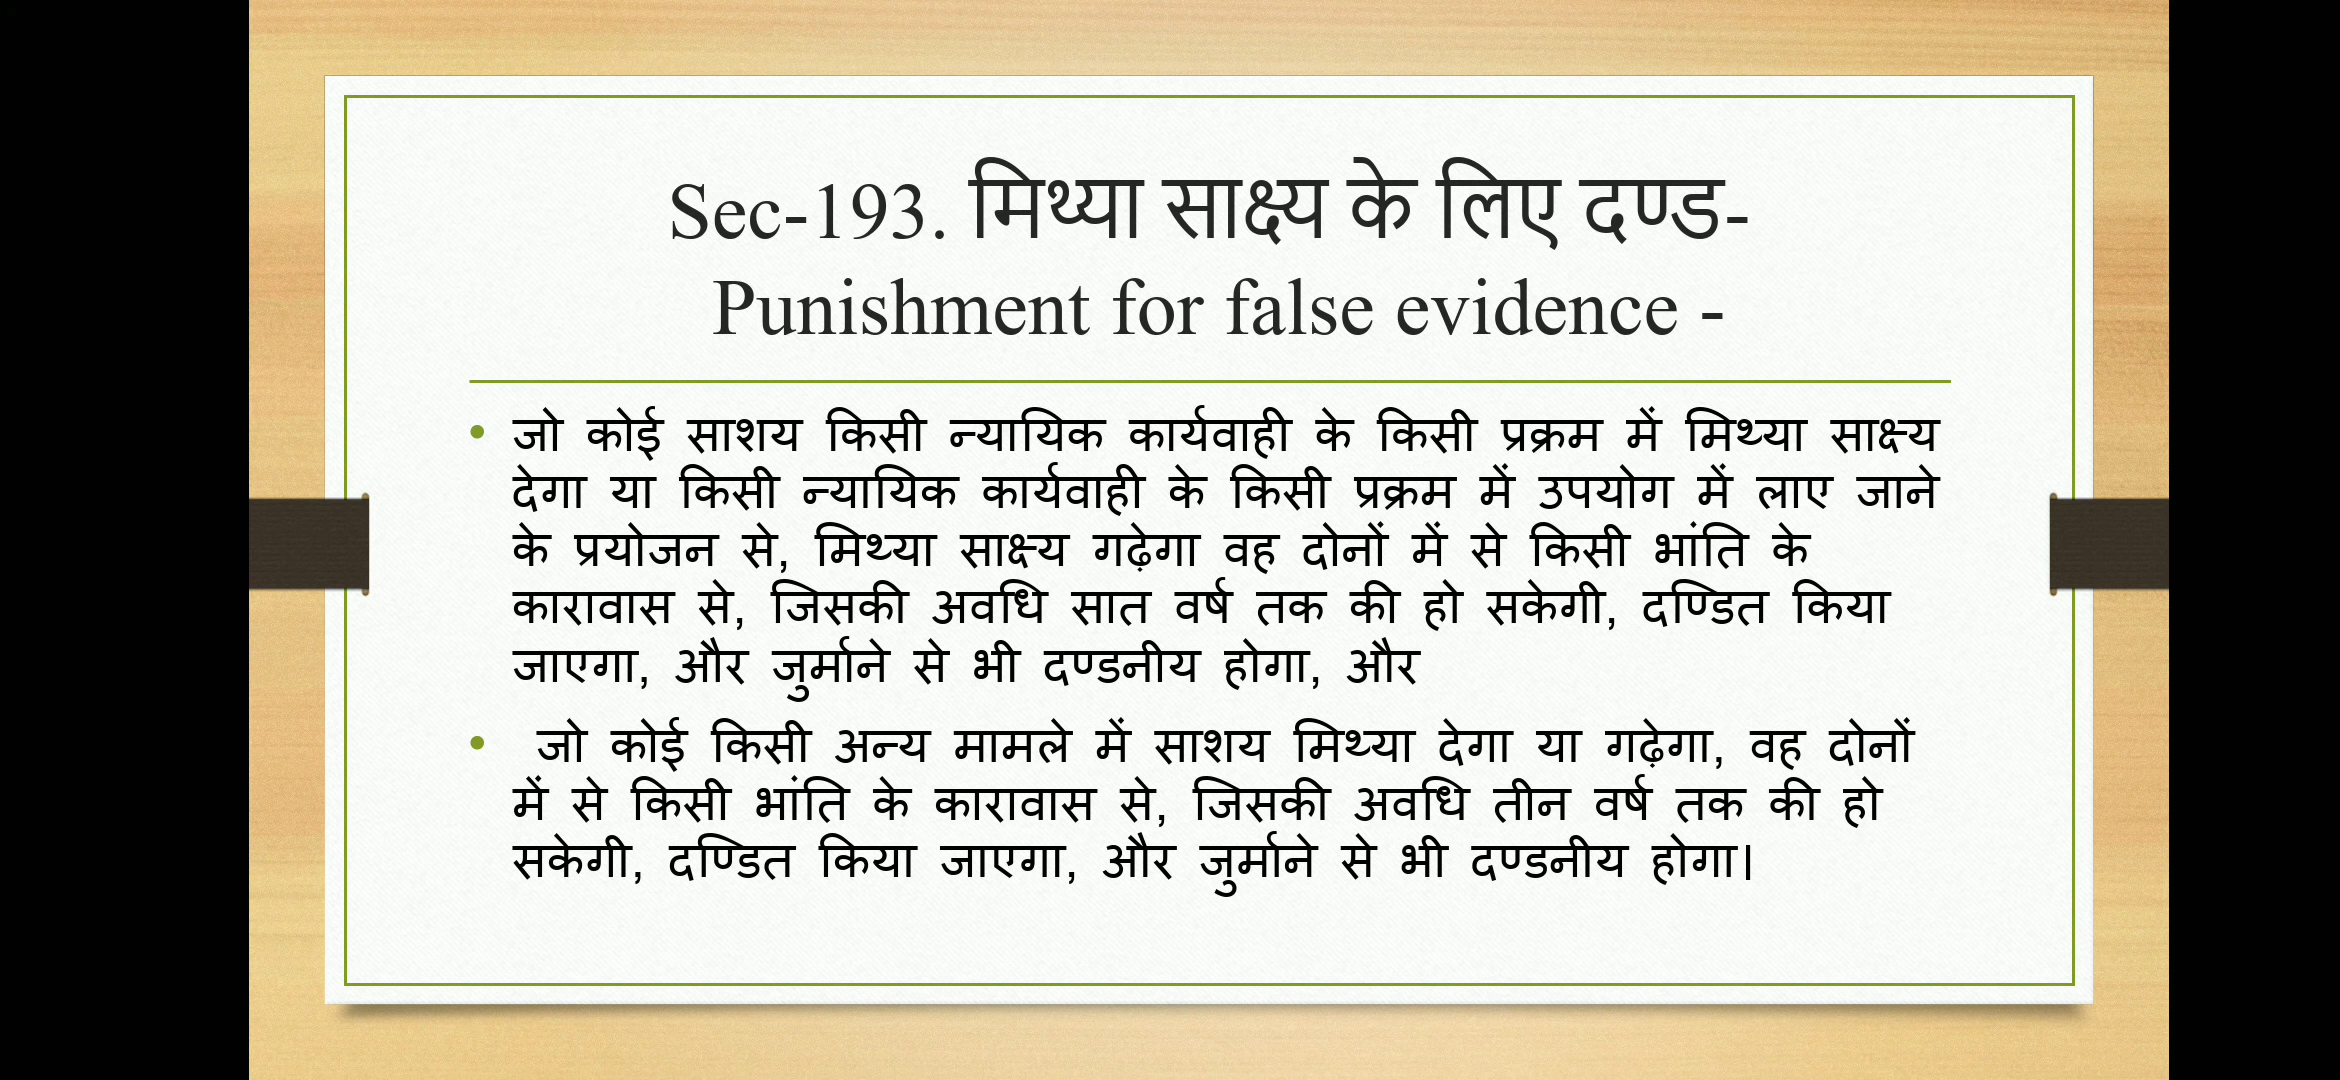 Sec-193. मिथ्या साक्ष्य के लिए दण्ड-
Punishment for false evidence -
• जो कोई साशय किसी न्यायिक कार्यवाही के किसी प्रक्रम में मिथ्या साक्ष्य
देगा या किसी न्यायिक कार्यवाही के किसी प्रक्रम में उपयोग में लाए जाने
के प्रयोजन से, मिथ्या साक्ष्य गढ़ेगा वह दोनों में से किसी भांति के
कारावास से, जिसकी अवधि सात वर्ष तक की हो सकेगी, दण्डित किया
जाएगा, और जुर्माने से भी दण्डनीय होगा, और
• जो कोई किसी अन्य मामले में साशय मिथ्या देगा या गढ़ेगा, वह दोनों
में से किसी भांति के कारावास से, जिसकी अवधि तीन वर्ष तक की हो
सकेगी, दण्डित किया जाएगा, और जुर्माने से भी दण्डनीय होगा।